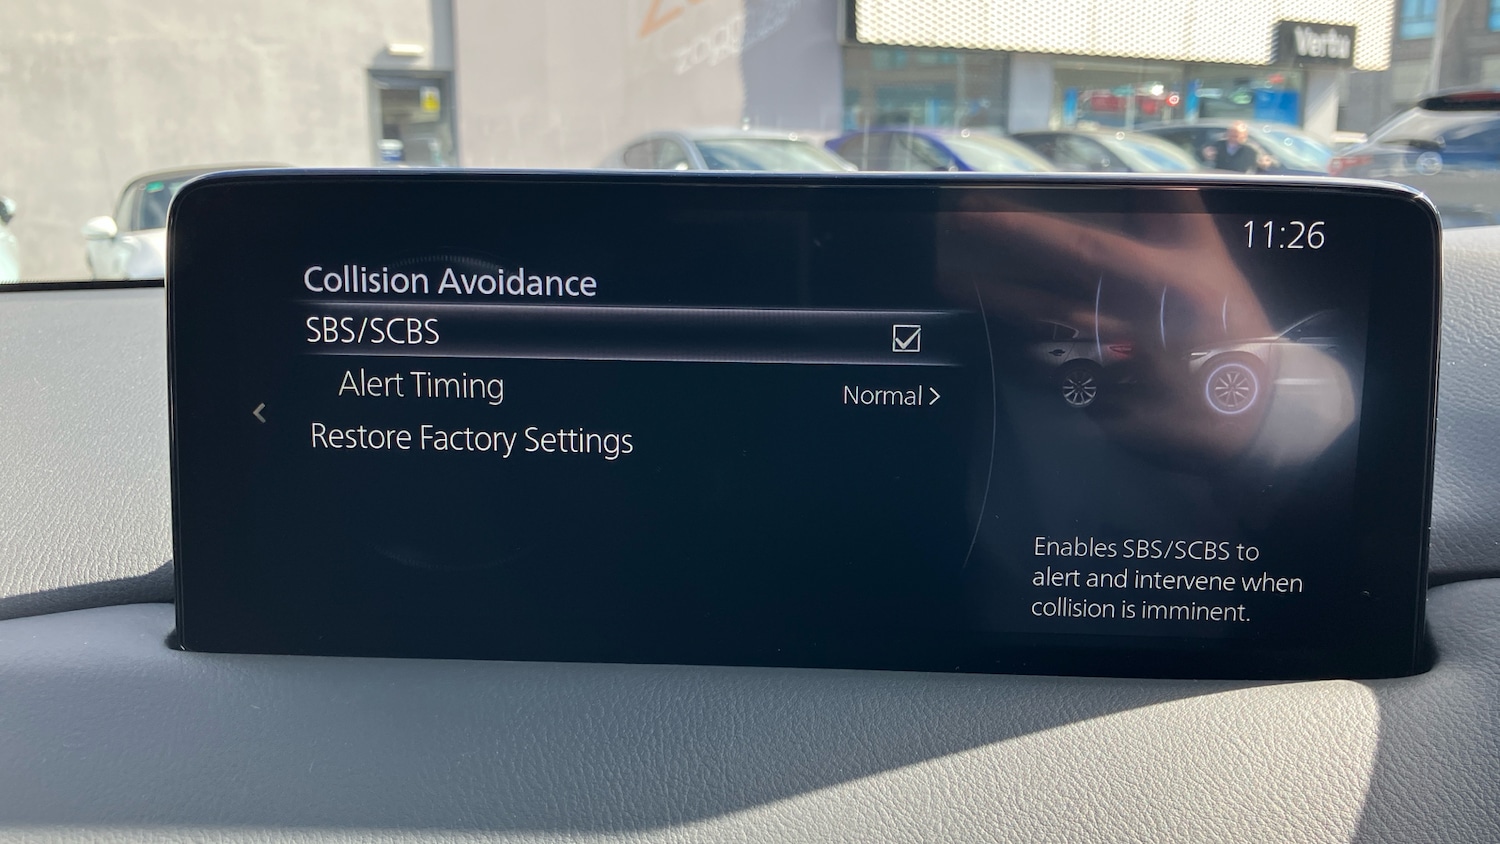 Vertu
11:26
Collision Avoidance
SBS/SCBS
Alert Timing
Normal >
Restore Factory Settings
Enables SBS/SCBS to
alert and intervene when
collision is imminent.